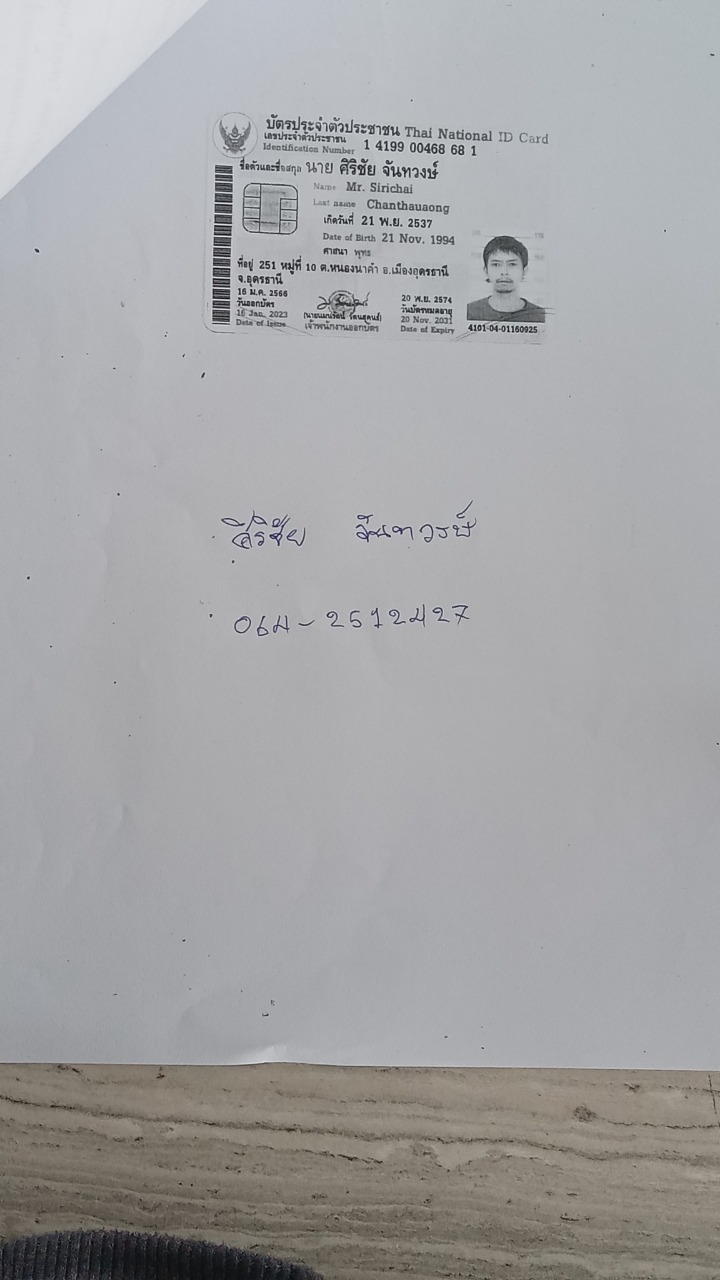 บัตรประจำตัวประชาชน Thai National ID Card
เลขประจำตัวประชาชน
Identification Number 1 4199 00468 68 1
ชื่อตัวและชื่อสกุล นาย ศิริชัย จันทวงษ์
Name Mr. Sirichai
Last name Chanthauaong
เกิดวันที่ 21 พ.ย. 2537
Date of Birth 21 Nov. 1994
ศาสนา พุทธ
ที่อยู่ 251 หมู่ที่ 10 ต.หนองนาคำ อ.เมืองอุดรธานี
จ.อุดรธานี
16 ม.ค. 2566
วันออกบัตร
16 Jan. 2023
Date of Issue
เจ้าพนักงานออกบัตร
20 พ.ย. 2574
วันบัตรหมดอายุ
20 Nov. 2031
Date of Expiry
4101-04-01160925
ศิริชัย จันทวงษ์
064-2512427